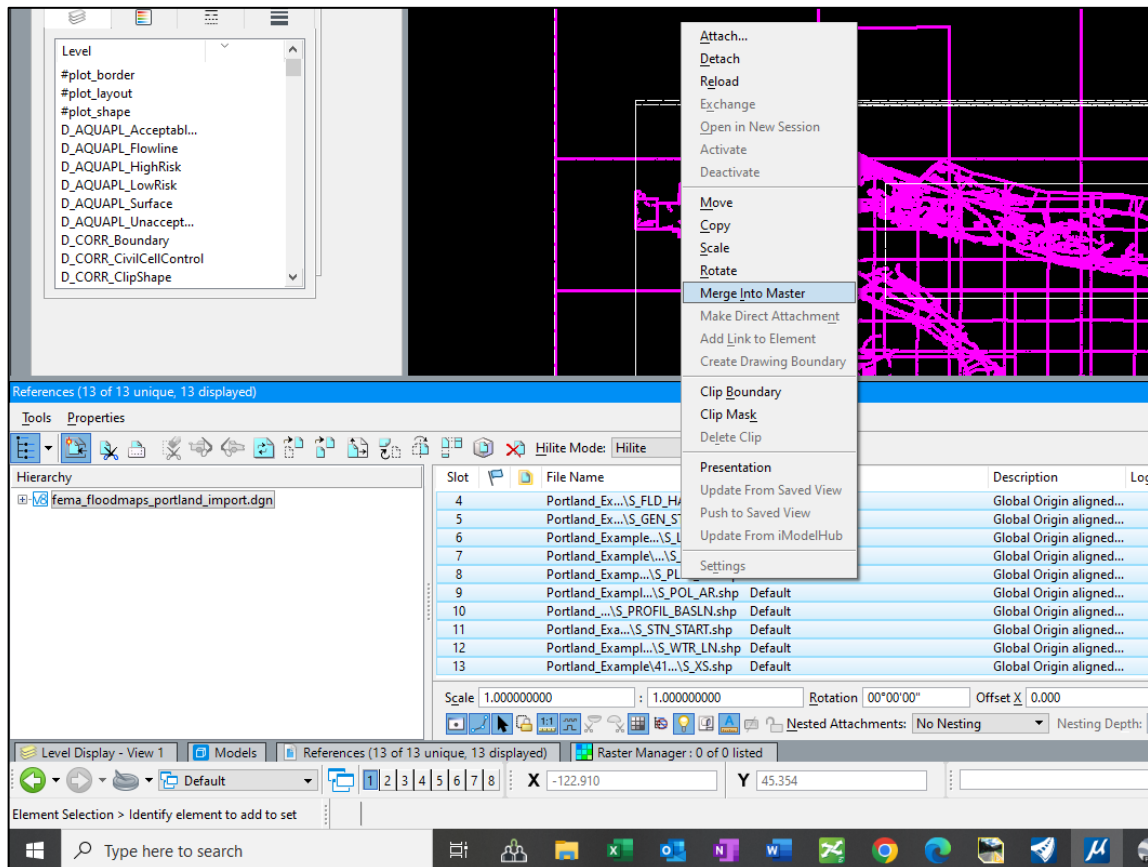 Level
#plot_border
#plot_layout
#plot_shape
D_AQUAPL_Acceptabl...
D_AQUAPL_Flowline
D_AQUAPL_HighRisk
D_AQUAPL_LowRisk
D_AQUAPL_Surface
D_AQUAPL_Unaccept...
D_CORR_Boundary
D_CORR_CivilCellControl
D_CORR_ClipShape
Attach...
Detach
Reload
Exchange
Open in New Session
Activate
Deactivate
Move
Copy
Scale
Rotate
Merge Into Master
Make Direct Attachment
Add Link to Element
Create Drawing Boundary
Clip Boundary
Clip Mask
Delete Clip
Presentation
Update From Saved View
Push to Saved View
Update From iModelHub
Settings
References (13 of 13 unique, 13 displayed)
Tools Properties
Hilite Mode: Hilite
Hierarchy
V8 fema_floodmaps_portland_import.dgn
Slot File Name Description Log
4 Portland_Ex...\S_FLD_HA Global Origin aligned...
5 Portland_Ex...\S_GEN_ST Global Origin aligned...
6 Portland_Example...\S_L Global Origin aligned...
7 Portland_Example\...\S_ Global Origin aligned...
8 Portland_Examp...\S_PL Global Origin aligned...
9 Portland_Exampl...\S_POL_AR.shp Default Global Origin aligned...
10 Portland_...\S_PROFIL_BASLN.shp Default Global Origin aligned...
11 Portland_Exa...\S_STN_START.shp Default Global Origin aligned...
12 Portland_Exampl...\S_WTR_LN.shp Default Global Origin aligned...
13 Portland_Example\41...\S_XS.shp Default Global Origin aligned...
Scale 1.000000000 : 1.000000000 Rotation 00°00'00" Offset X 0.000
1:1 Nested Attachments: No Nesting Nesting Depth:
Level Display - View 1 Models References (13 of 13 unique, 13 displayed) Raster Manager : 0 of 0 listed
Default 1 2 3 4 5 6 7 8 X -122.910 Y 45.354
Element Selection > Identify element to add to set
Type here to search